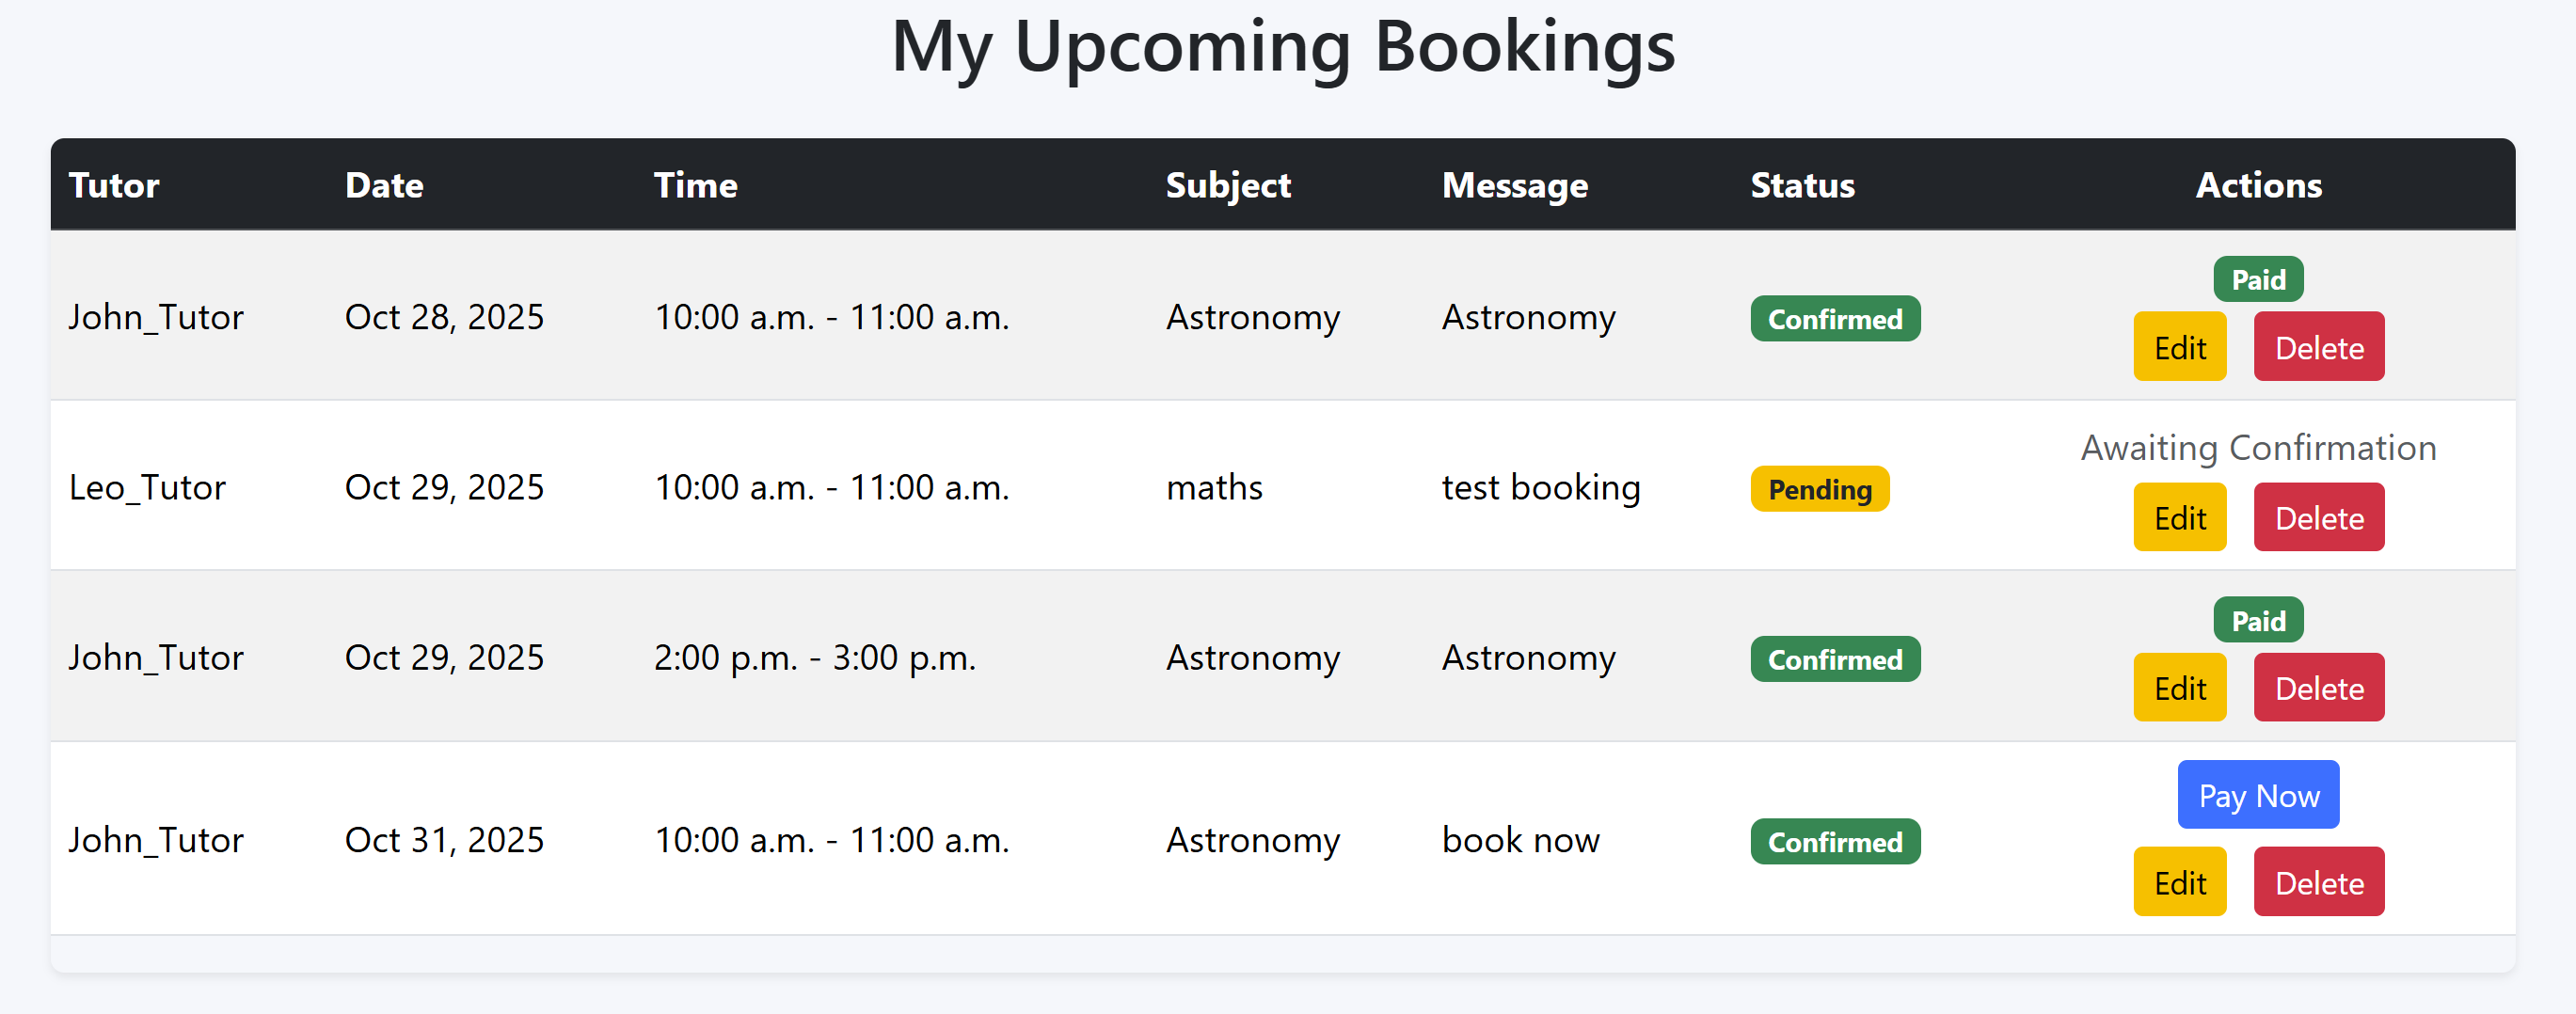 My Upcoming Bookings
Tutor Date Time Subject Message Status Actions
John_Tutor Oct 28, 2025 10:00 a.m. - 11:00 a.m. Astronomy Astronomy Confirmed Paid
Edit Delete
Leo_Tutor Oct 29, 2025 10:00 a.m. - 11:00 a.m. maths test booking Pending Awaiting Confirmation
Edit Delete
John_Tutor Oct 29, 2025 2:00 p.m. - 3:00 p.m. Astronomy Astronomy Confirmed Paid
Edit Delete
John_Tutor Oct 31, 2025 10:00 a.m. - 11:00 a.m. Astronomy book now Confirmed Pay Now
Edit Delete